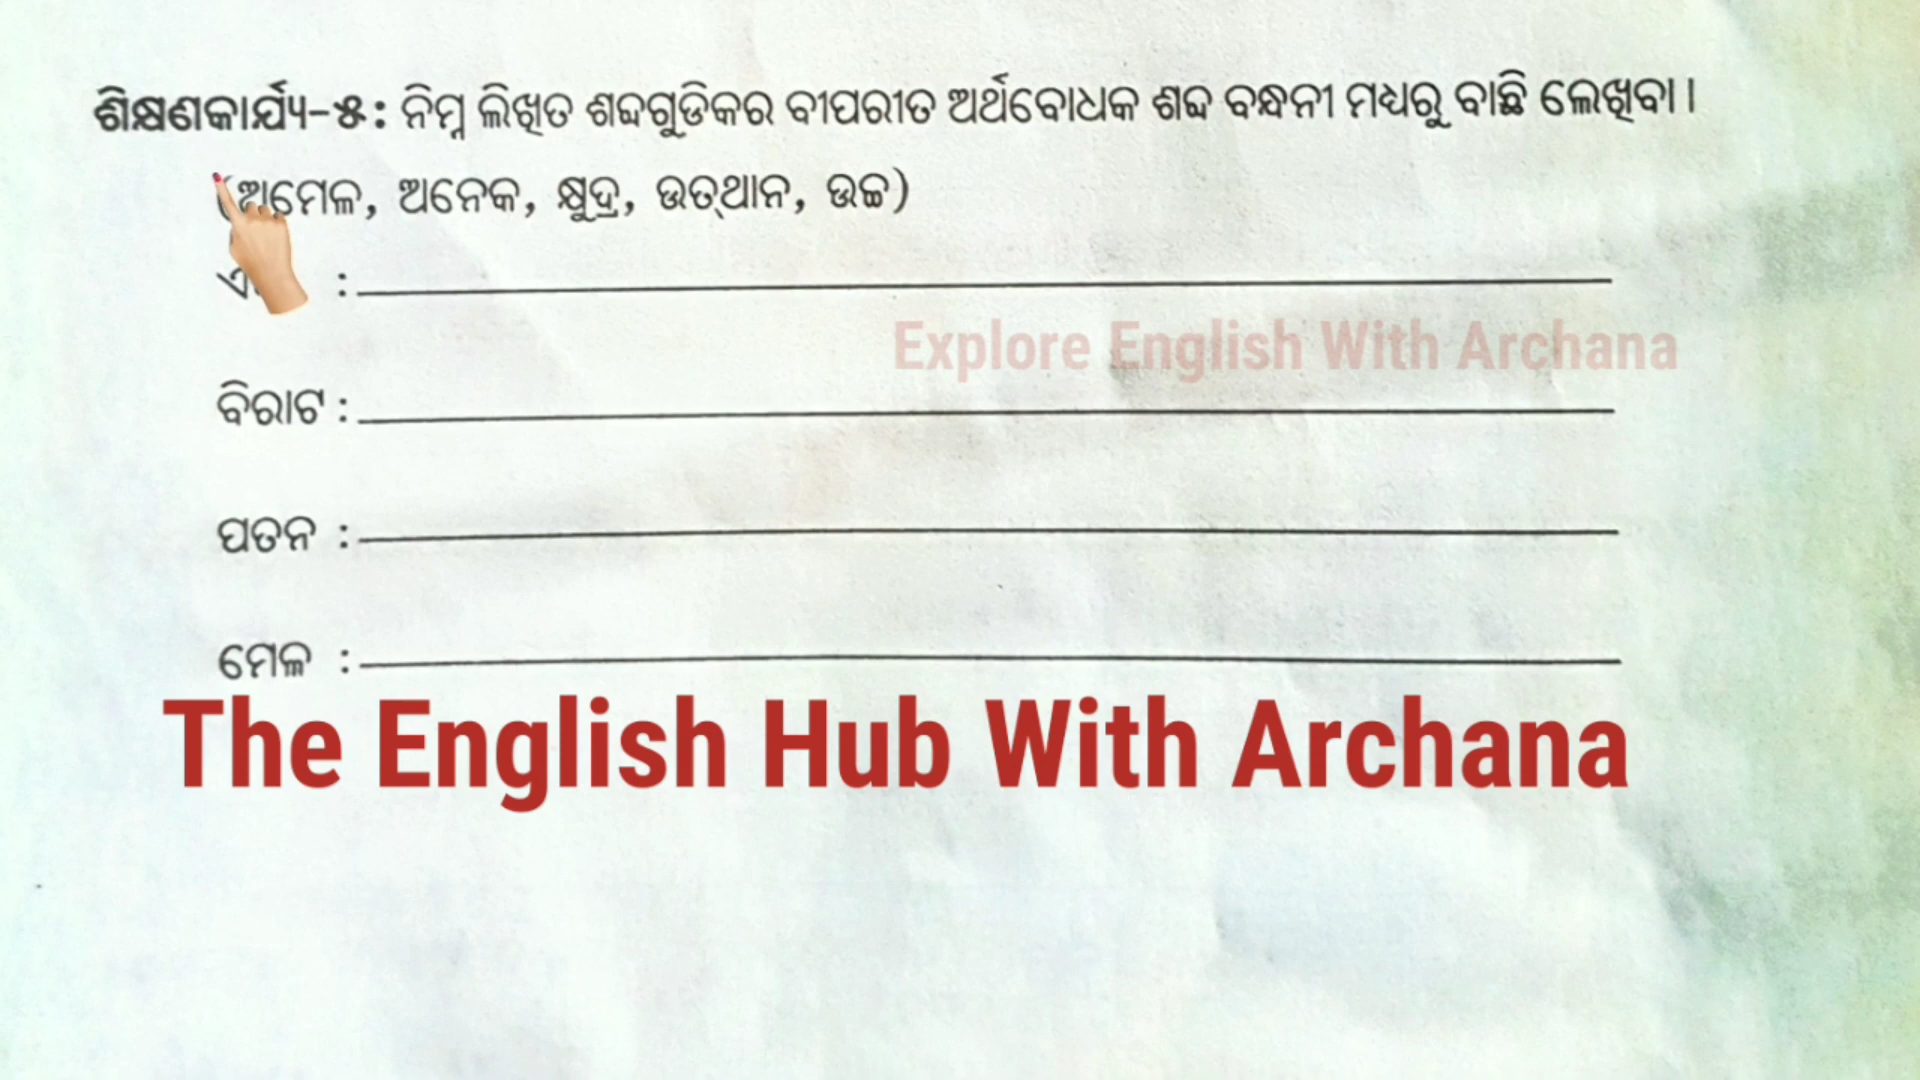 ଶିକ୍ଷଣକାର୍ଯ୍ୟ-୫: ନିମ୍ନ ଲିଖିତ ଶବ୍ଦଗୁଡିକର ବୀପରୀତ ଅର୍ଥବୋଧକ ଶବ୍ଦ ବନ୍ଧନୀ ମଧ୍ୟରୁ ବାଛି ଲେଖିବା।
(ଅମେଳ, ଅନେକ, କ୍ଷୁଦ୍ର, ଉତ୍‌ଥାନ, ଉଚ୍ଚ)
:
Explore English With Archana
ବିରାଟ :
ପତନ :
ମେଳ :
The English Hub With Archana